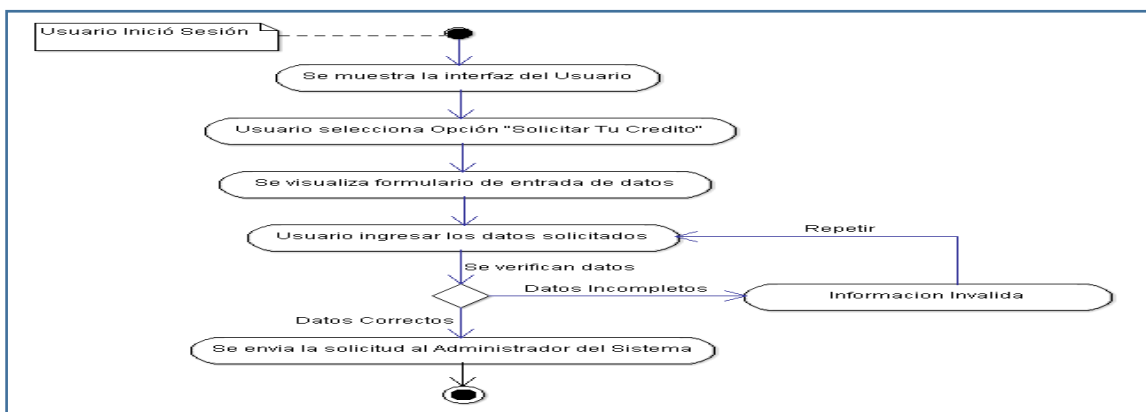 Usuario Inició Sesión
Se muestra la interfaz del Usuario
Usuario selecciona Opción "Solicitar Tu Credito"
Se visualiza formulario de entrada de datos
Usuario ingresar los datos solicitados
Repetir
Se verifican datos
Datos Incompletos
Informacion Invalida
Datos Correctos
Se envia la solicitud al Administrador del Sistema